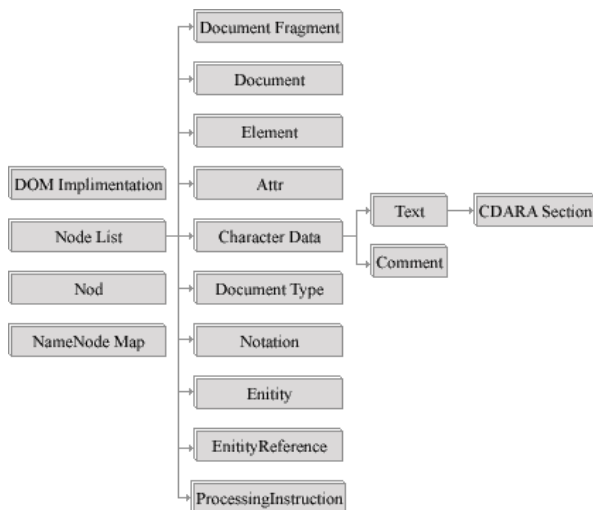 Document Fragment
Document
Element
DOM Implimentation
Attr
Node List
Character Data
Text
CDARA Section
Comment
Nod
Document Type
NameNode Map
Notation
Enitity
EnitityReference
ProcessingInstruction